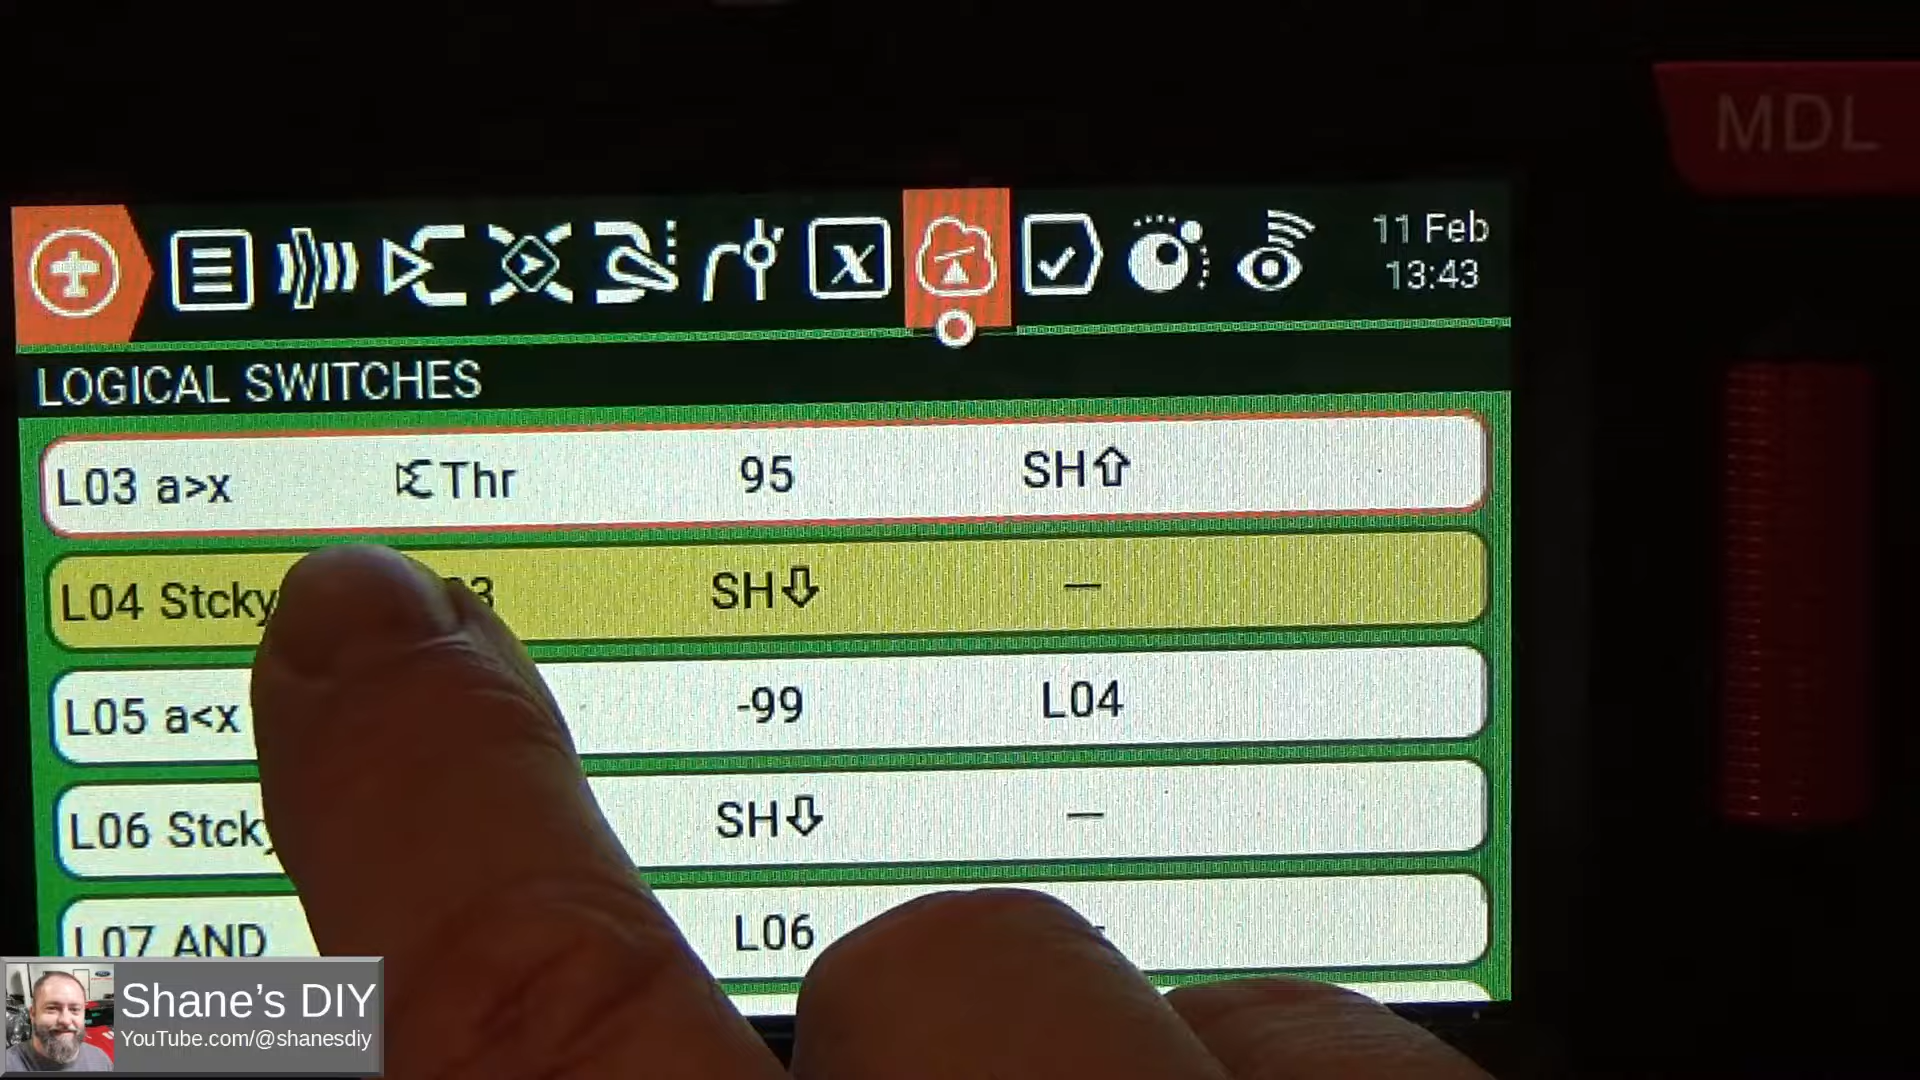 MDL
11 Feb
13:43
LOGICAL SWITCHES
L03 a>x Thr 95 SH⇧
L04 Stcky SH⇩ —
L05 a<x -99 L04
L06 Stcky SH⇩ —
L07 AND L06
Shane's DIY
YouTube.com/@shanesdiy